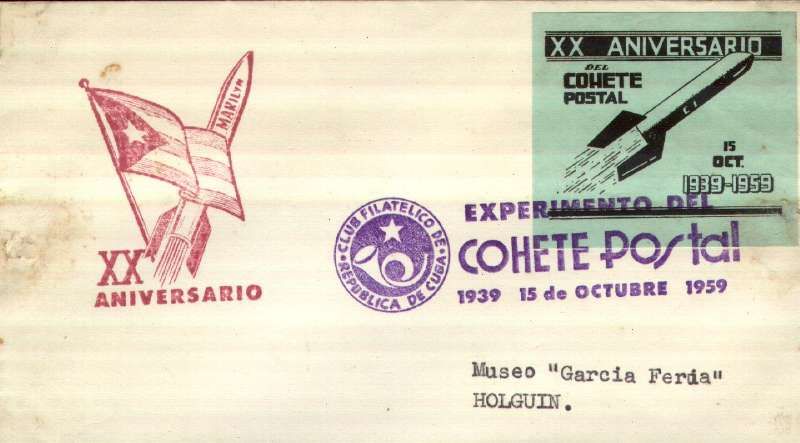 MARILYN
XX
ANIVERSARIO
XX ANIVERSARIO
DEL
COHETE
POSTAL
C I
15
OCT.
1939-1959
CLUB FILATELICO DE
REPUBLICA DE CUBA
EXPERIMENTO DEL
COHETE Postal
1939 15 de OCTUBRE 1959
Museo "Garcia Feria"
HOLGUIN.